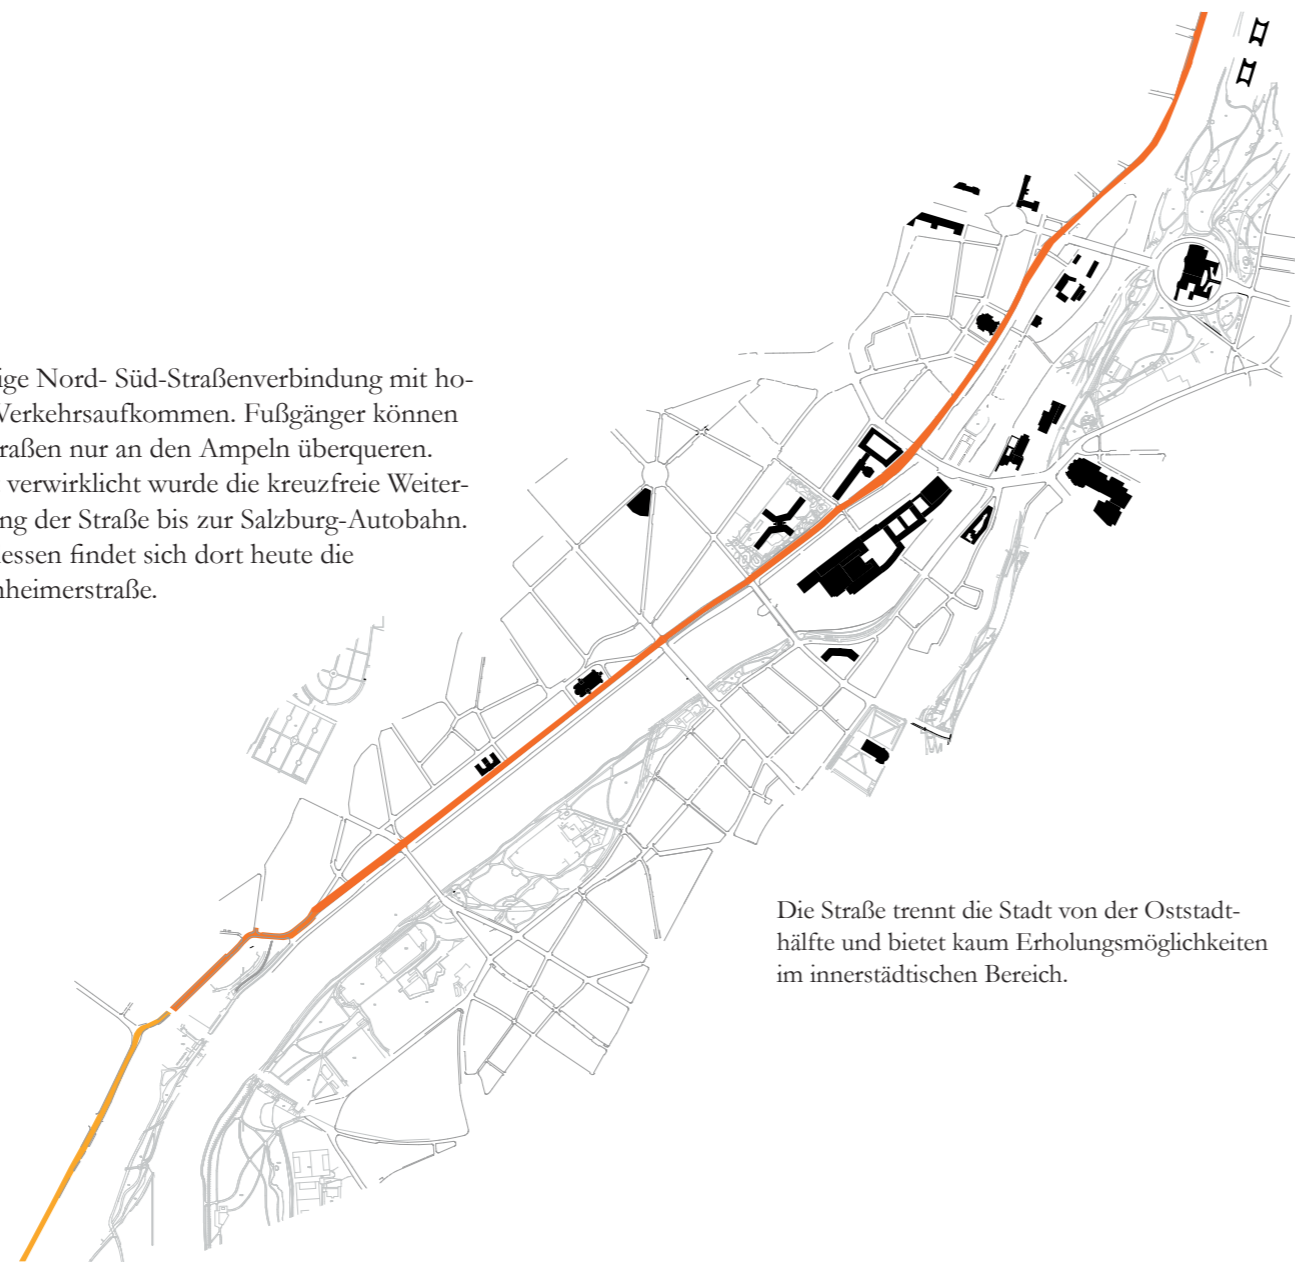 ige Nord- Süd-Straßenverbindung mit ho-
Verkehrsaufkommen. Fußgänger können
raßen nur an den Ampeln überqueren.
verwirklicht wurde die kreuzfreie Weiter-
ng der Straße bis zur Salzburg-Autobahn.
essen findet sich dort heute die
nheimerstraße.
Die Straße trennt die Stadt von der Oststadt-
hälfte und bietet kaum Erholungsmöglichkeiten
im innerstädtischen Bereich.